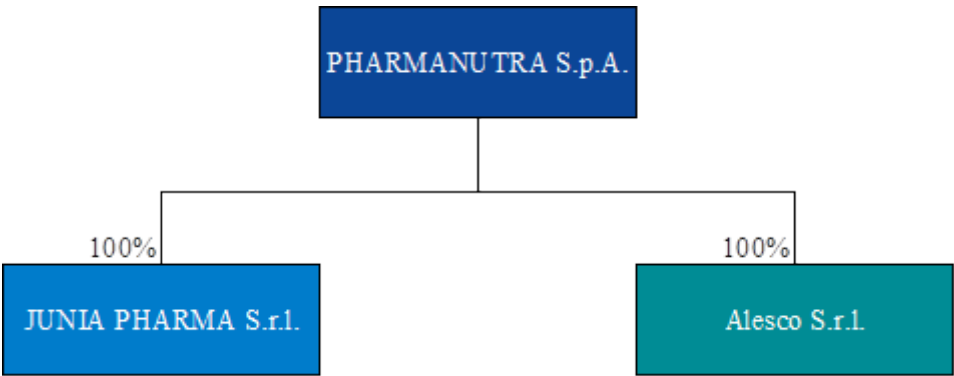 PHARMANUTRA S.p.A.
100%
100%
JUNIA PHARMA S.r.l.
Alesco S.r.l.